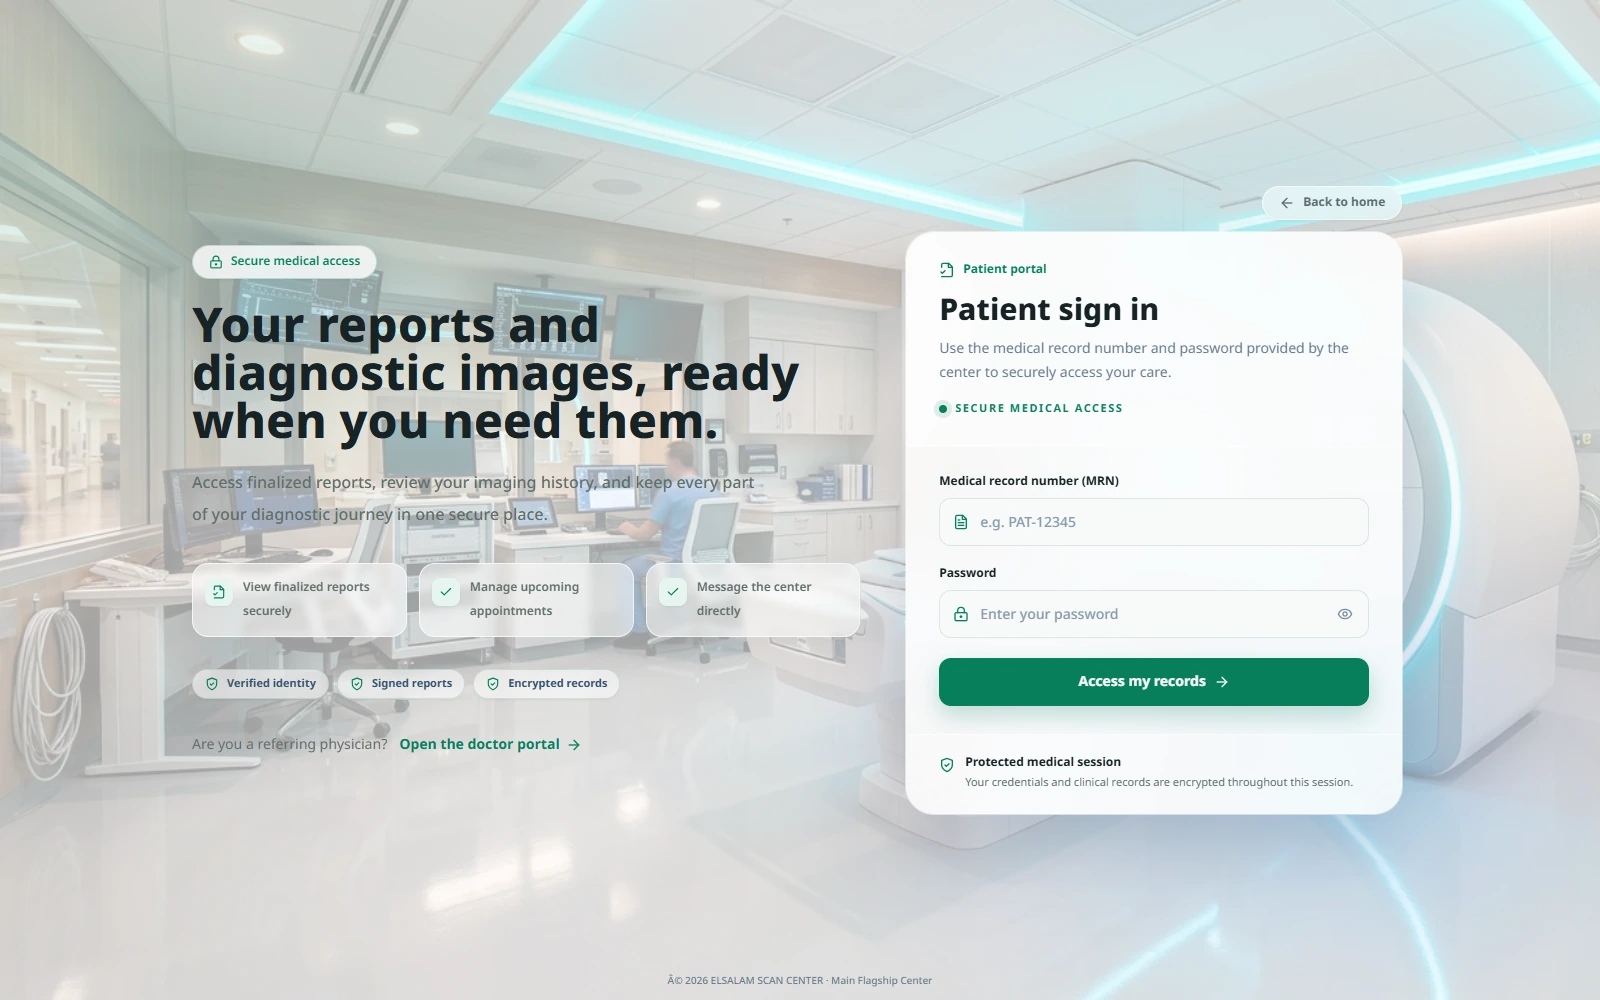 Back to home
Secure medical access
Your reports and
diagnostic images, ready
when you need them.
Access finalized reports, review your imaging history, and keep every part
of your diagnostic journey in one secure place.
View finalized reports
securely
Manage upcoming
appointments
Message the center
directly
Verified identity
Signed reports
Encrypted records
Are you a referring physician? Open the doctor portal →
Patient portal
Patient sign in
Use the medical record number and password provided by the
center to securely access your care.
SECURE MEDICAL ACCESS
Medical record number (MRN)
e.g. PAT-12345
Password
Enter your password
Access my records →
Protected medical session
Your credentials and clinical records are encrypted throughout this session.
Â© 2026 ELSALAM SCAN CENTER · Main Flagship Center